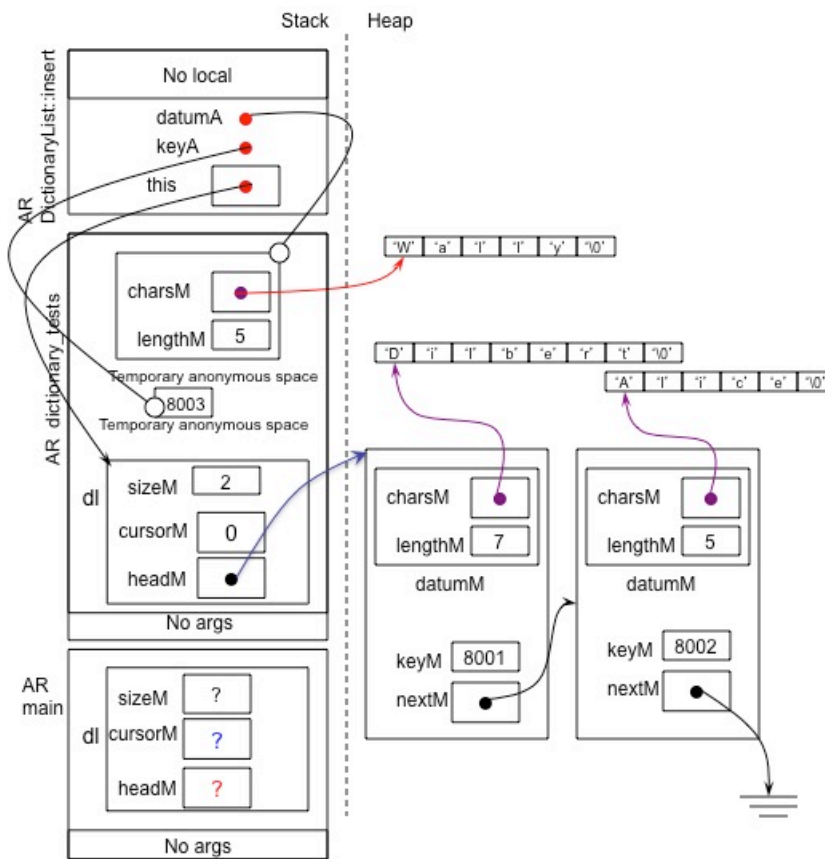 Stack
Heap
AR
DictionaryList::insert
No local
datumA
keyA
this
AR dictionary_tests
charsM
lengthM 5
Temporary anonymous space
8003
Temporary anonymous space
dl
sizeM 2
cursorM 0
headM
No args
AR
main
dl
sizeM ?
cursorM ?
headM ?
No args
"W" "a" "l" "l" "y" "\0"
"D" "i" "l" "b" "e" "r" "t" "\0"
"A" "l" "i" "c" "e" "\0"
charsM
lengthM 7
datumM
keyM 8001
nextM
charsM
lengthM 5
datumM
keyM 8002
nextM